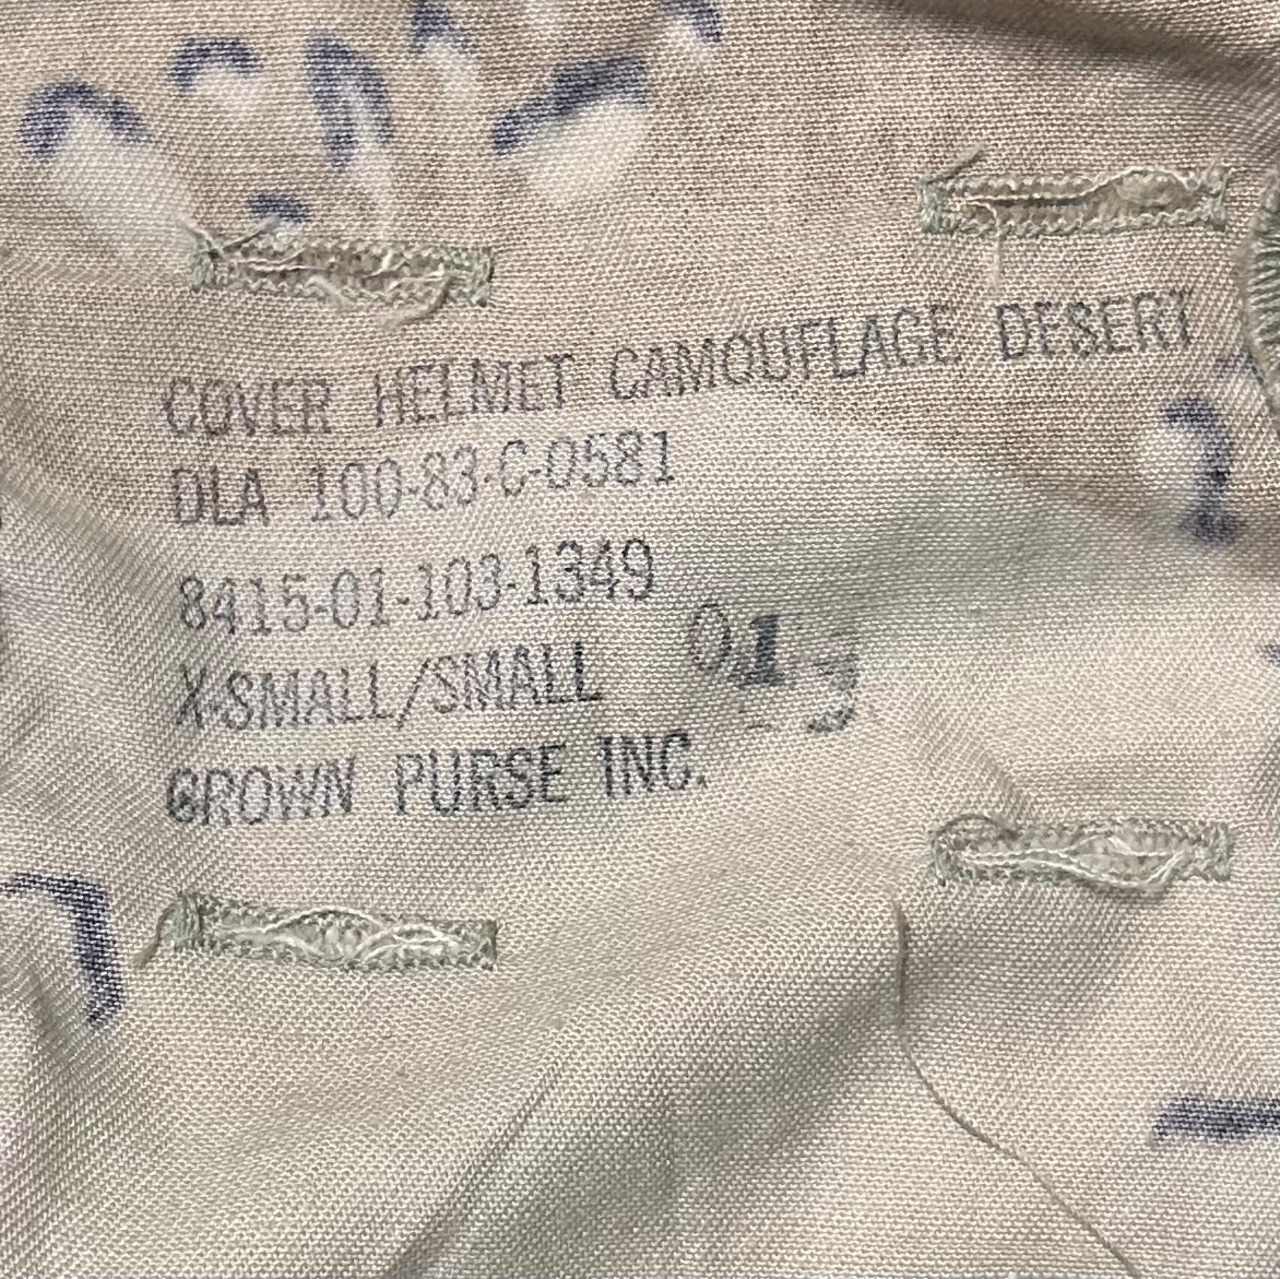 COVER HELMET CAMOUFLAGE DESERT
DLA 100-83-C-0581
8415-01-103-1349
X-SMALL/SMALL
CROWN PURSE INC.